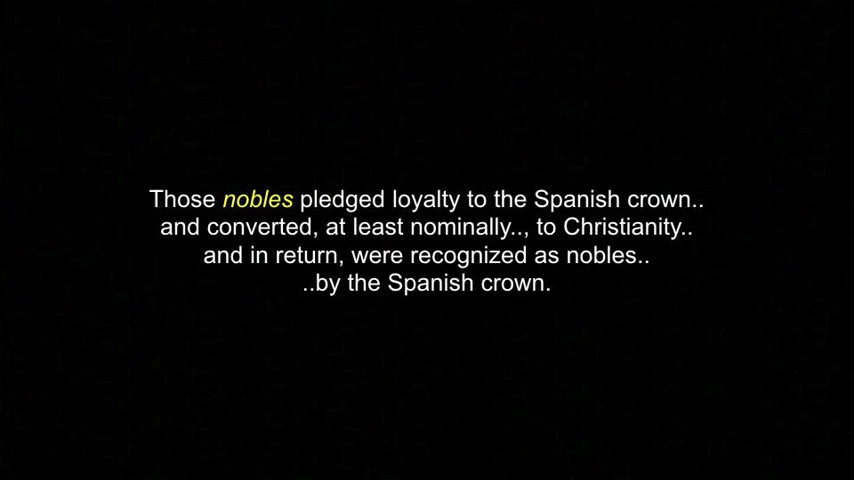 Those nobles pledged loyalty to the Spanish crown..
and converted, at least nominally.., to Christianity..
and in return, were recognized as nobles..
..by the Spanish crown.